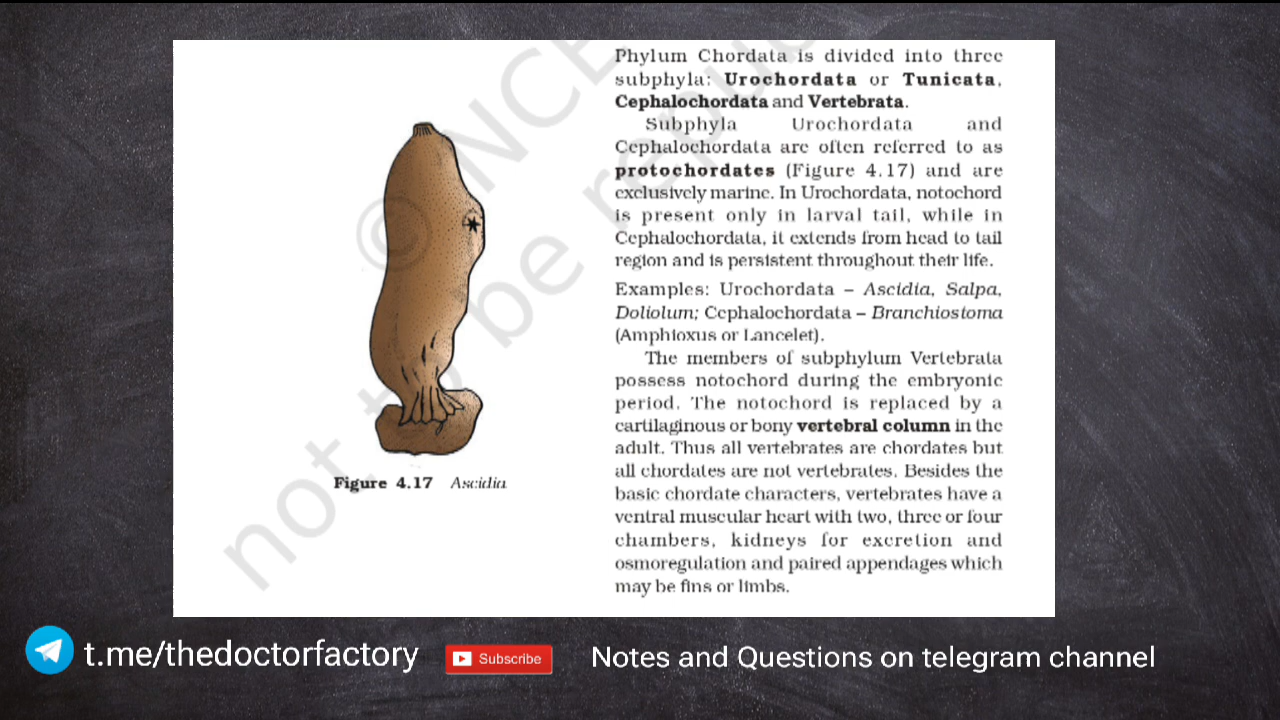 Phylum Chordata is divided into three
subphyla: Urochordata or Tunicata,
Cephalochordata and Vertebrata.
Subphyla Urochordata and
Cephalochordata are often referred to as
protochordates (Figure 4.17) and are
exclusively marine. In Urochordata, notochord
is present only in larval tail, while in
Cephalochordata, it extends from head to tail
region and is persistent throughout their life.
Examples: Urochordata – Ascidia, Salpa,
Doliolum; Cephalochordata – Branchiostoma
(Amphioxus or Lancelet).
The members of subphylum Vertebrata
possess notochord during the embryonic
period. The notochord is replaced by a
cartilaginous or bony vertebral column in the
adult. Thus all vertebrates are chordates but
all chordates are not vertebrates. Besides the
basic chordate characters, vertebrates have a
ventral muscular heart with two, three or four
chambers, kidneys for excretion and
osmoregulation and paired appendages which
may be fins or limbs.
Figure 4.17 Ascidia
© NCE
not to be repu
t.me/thedoctorfactory
Subscribe
Notes and Questions on telegram channel